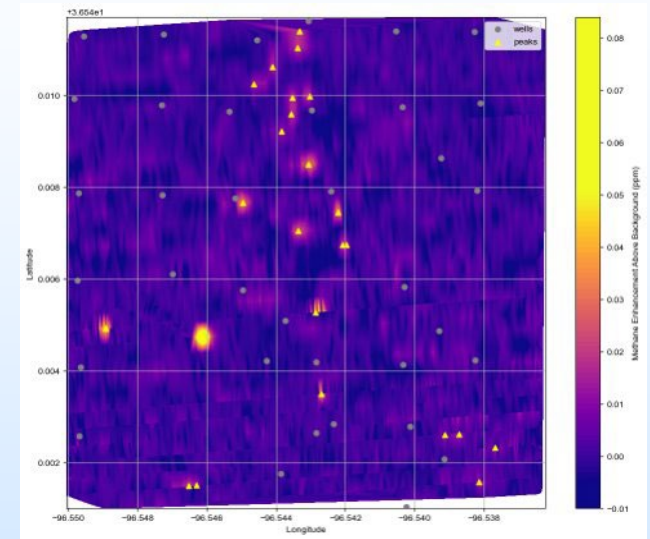 +3.654e1
wells
peaks
0.010
0.008
0.006
0.004
0.002
Latitude
−96.550 −96.548 −96.546 −96.544 −96.542 −96.540 −96.538
Longitude
0.08
0.07
0.06
0.05
0.04
0.03
0.02
0.01
0.00
−0.01
Methane Enhancement Above Background (ppm)